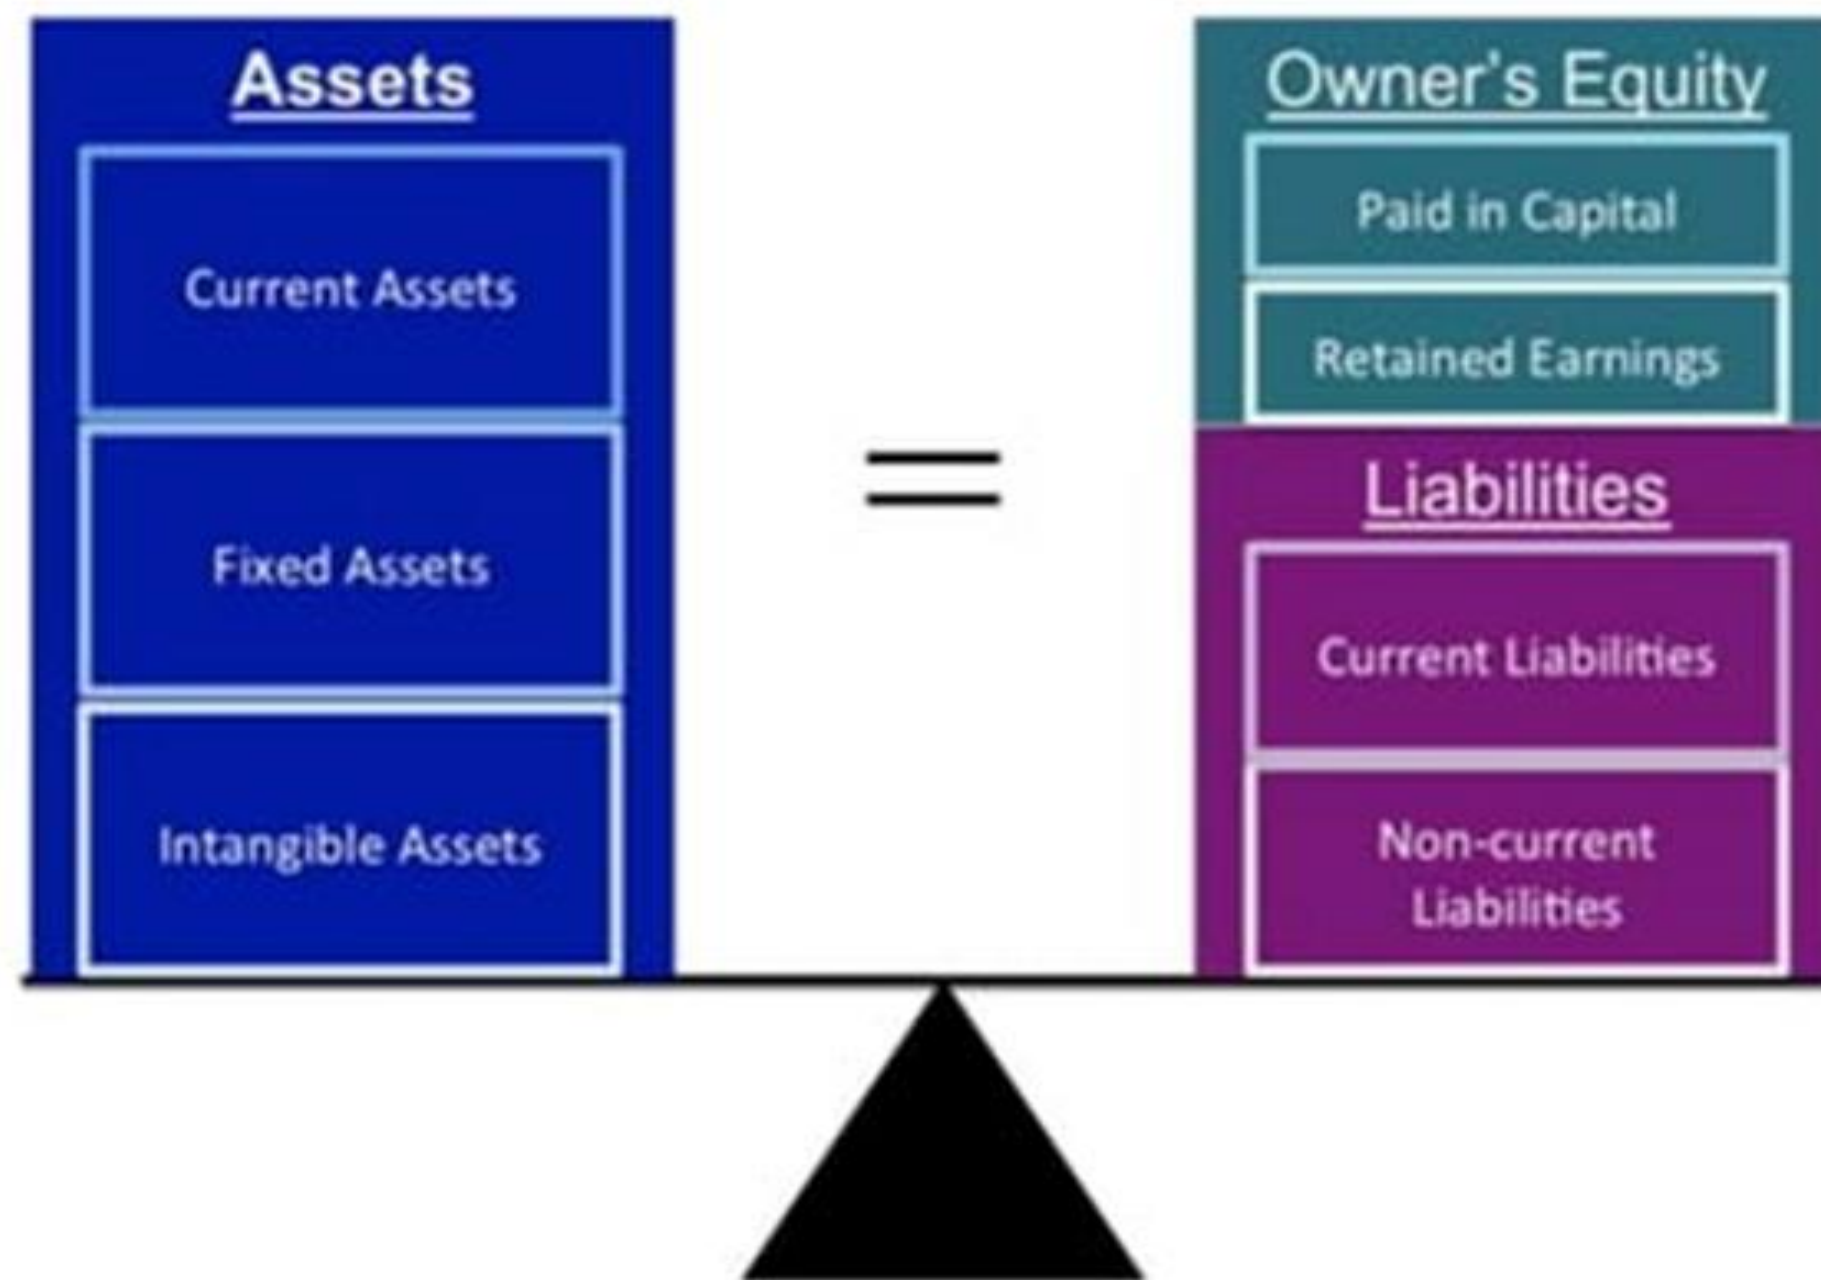 Assets
Current Assets
Fixed Assets
Intangible Assets
=
Owner's Equity
Paid in Capital
Retained Earnings
Liabilities
Current Liabilities
Non-current
Liabilities